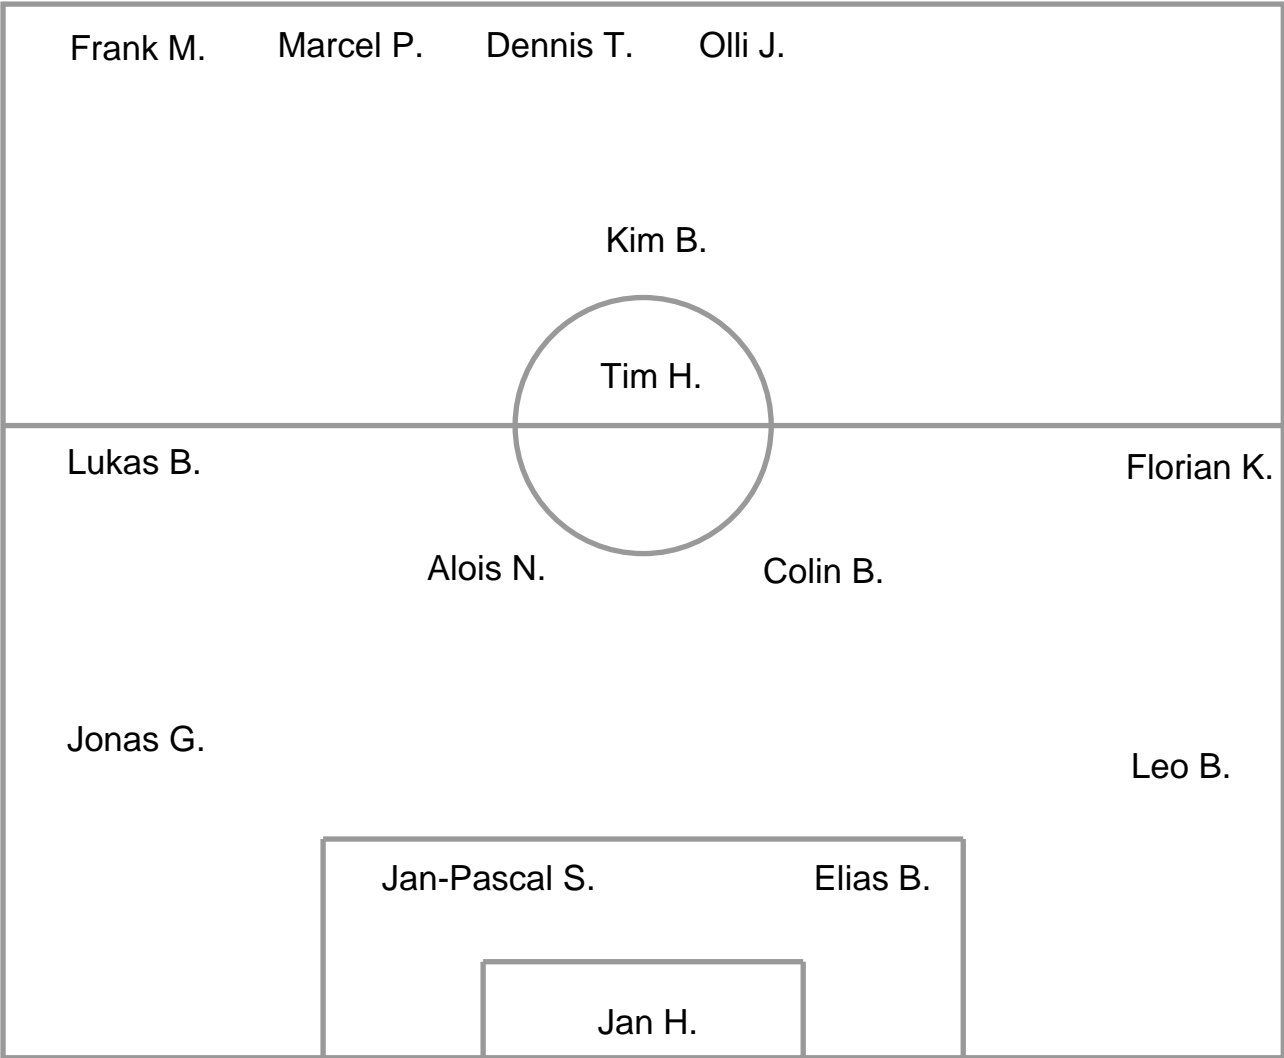 Frank M. Marcel P. Dennis T. Olli J.
Kim B.
Tim H.
Lukas B. Florian K.
Alois N. Colin B.
Jonas G.
Leo B.
Jan-Pascal S. Elias B.
Jan H.